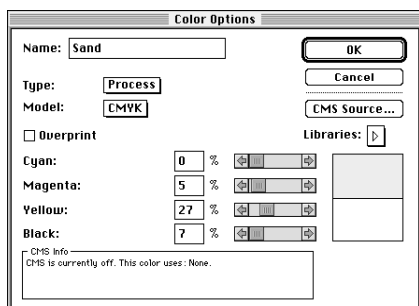 Color Options
Name: Sand
OK
Cancel
Type: Process
Model: CMYK
CMS Source...
Overprint
Libraries:
Cyan: 0 %
Magenta: 5 %
Yellow: 27 %
Black: 7 %
CMS Info
CMS is currently off. This color uses: None.